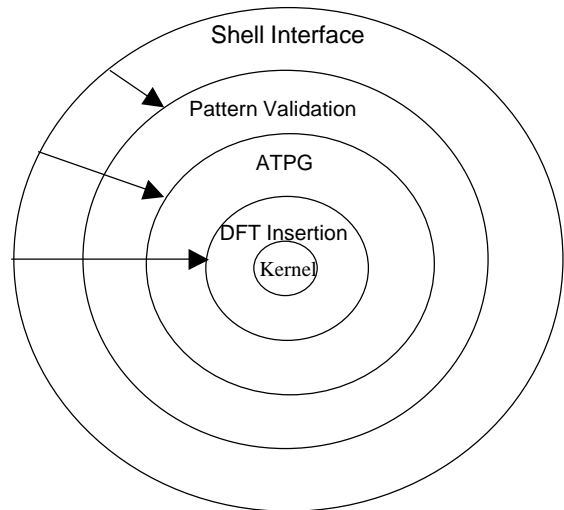 Shell Interface
Pattern Validation
ATPG
DFT Insertion
Kernel